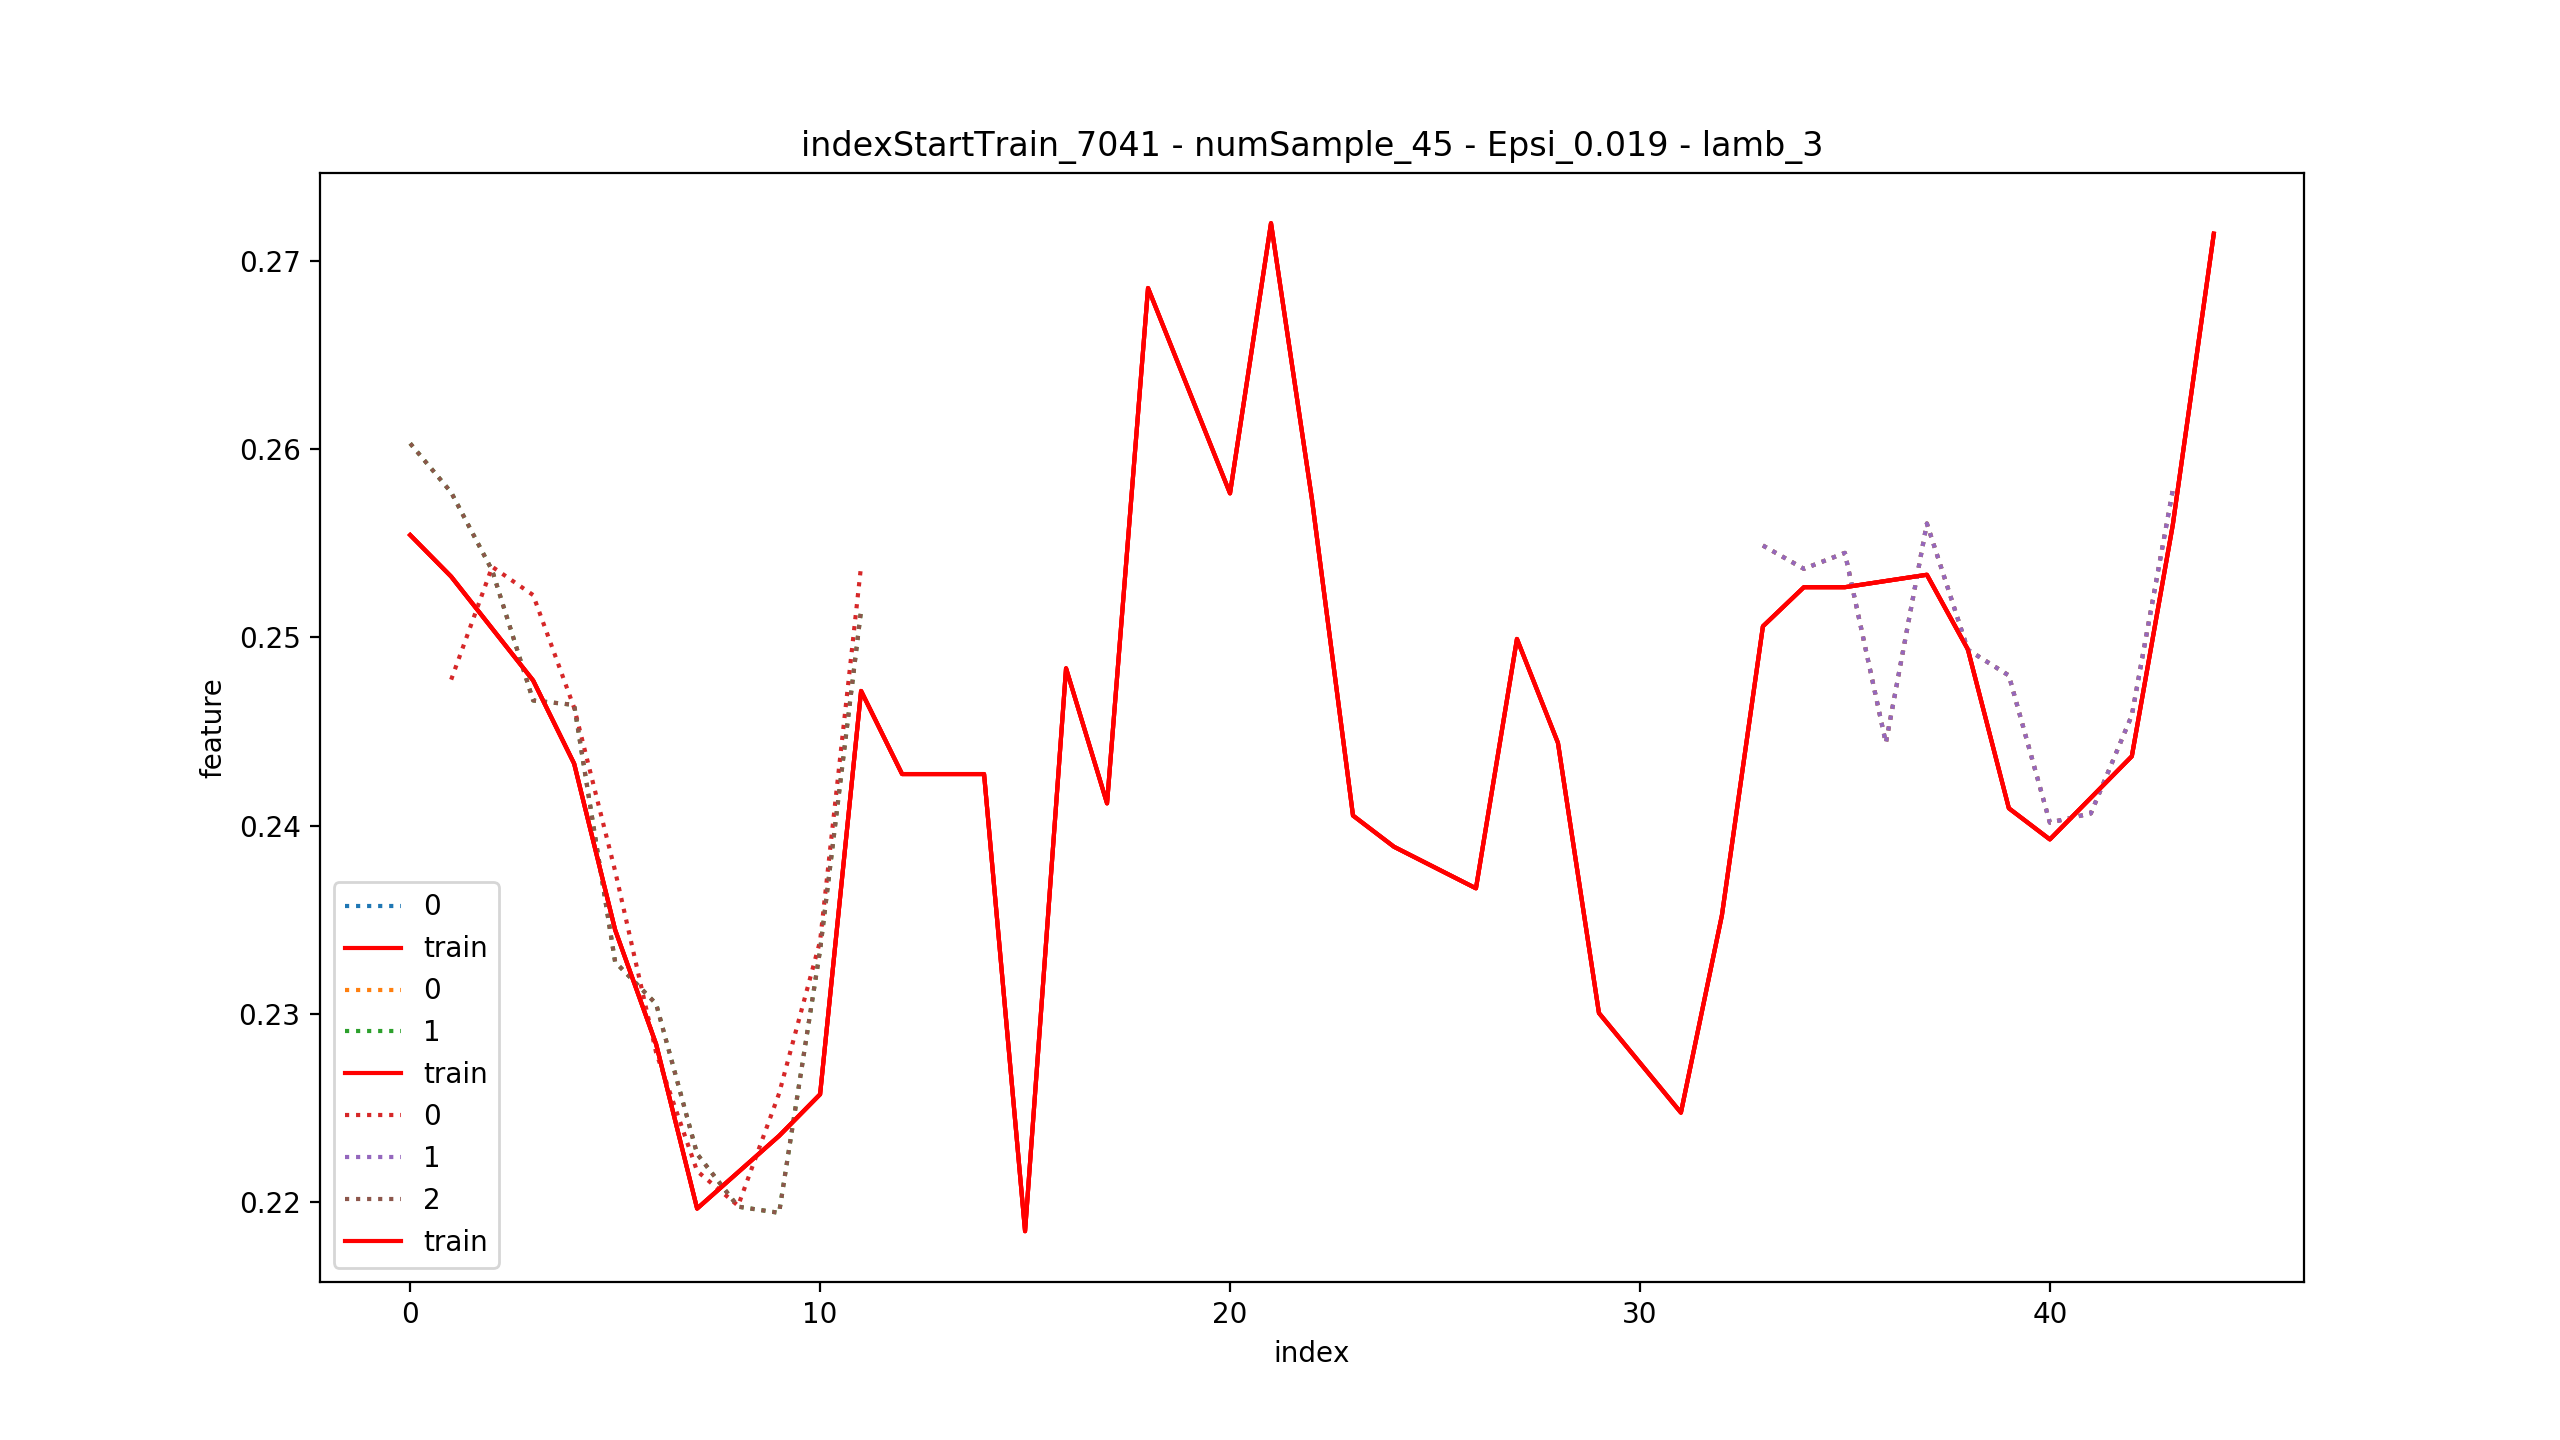 indexStartTrain_7041 - numSample_45 - Epsi_0.019 - lamb_3
feature
0.27
0.26
0.25
0.24
0.23
0.22
0
train
0
1
train
0
1
2
train
0
10
20
30
40
index